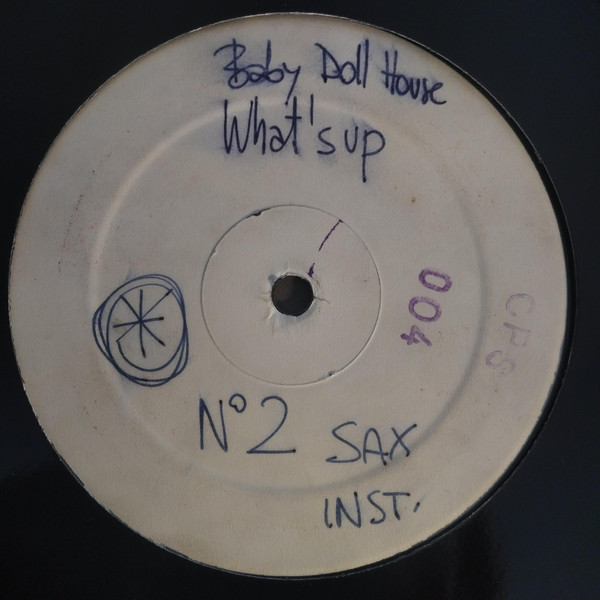 Baby Doll House
What's up
004
CPS
N° 2 SAX
INST.